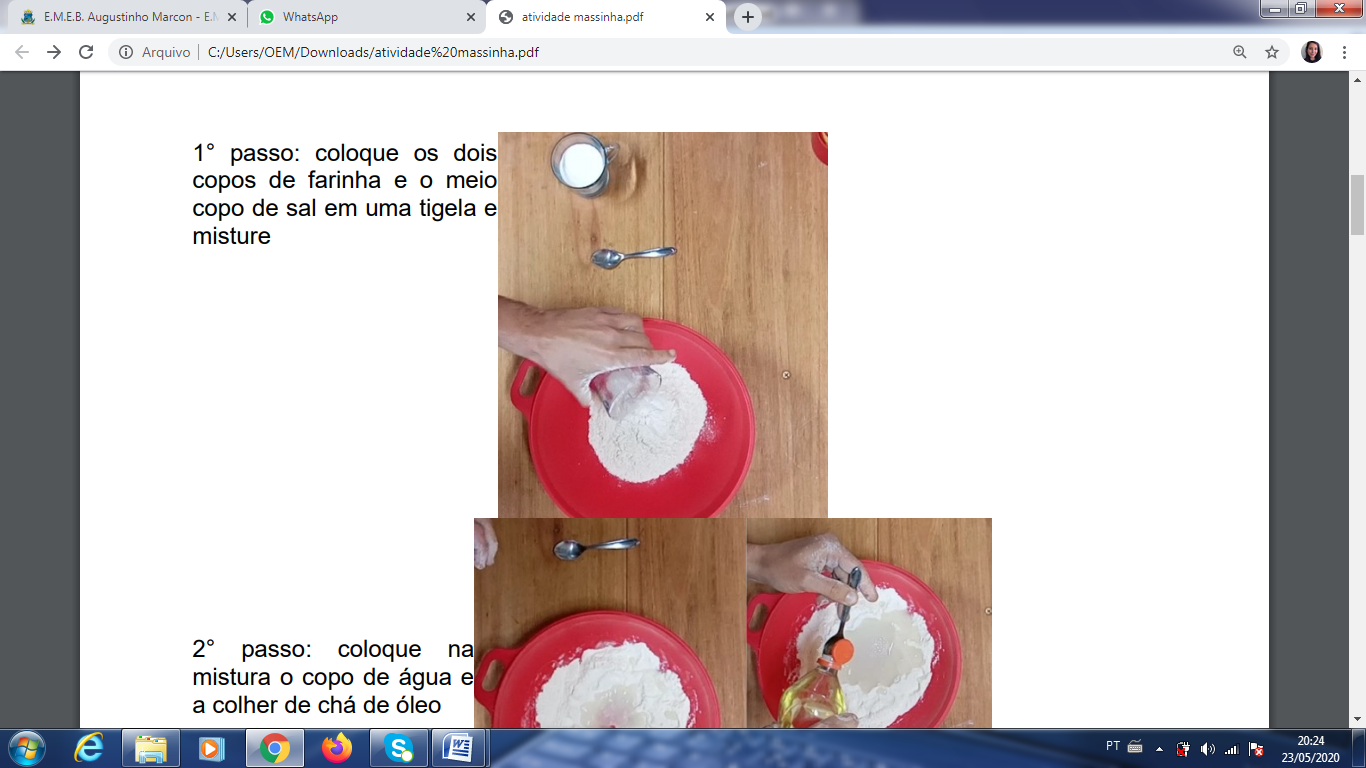 E.M.E.B. Augustinho Marcon - E.M
WhatsApp
atividade massinha.pdf
Arquivo
C:/Users/OEM/Downloads/atividade%20massinha.pdf
1° passo: coloque os dois
copos de farinha e o meio
copo de sal em uma tigela e
misture
2° passo: coloque na
mistura o copo de água e
a colher de chá de óleo
PT
20:24
23/05/2020